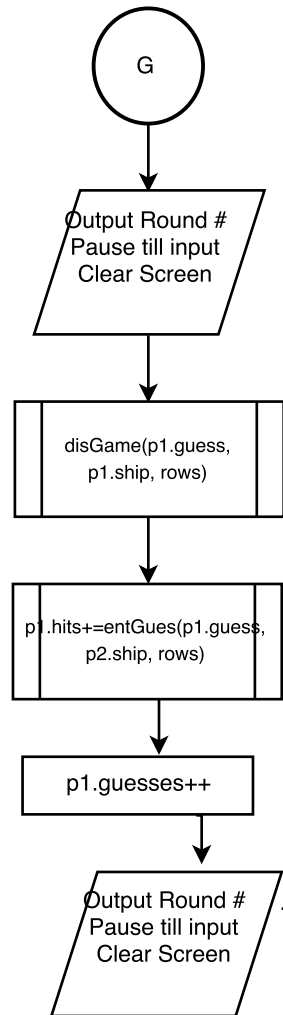 G
Output Round #
Pause till input
Clear Screen
disGame(p1.guess,
p1.ship, rows)
p1.hits+=entGues(p1.guess,
p2.ship, rows)
p1.guesses++
Output Round #
Pause till input
Clear Screen